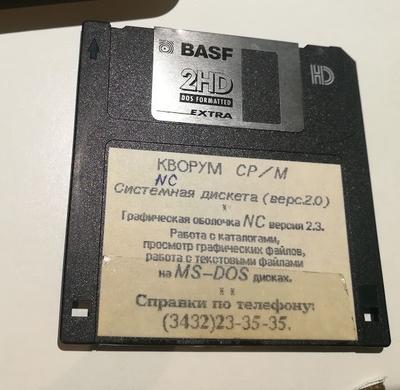 BASF
2HD
DOS FORMATTED
EXTRA
HD
КВОРУМ CP/M
NC
Системная дискета (верс.2.0)
*
Графическая оболочка NC версия 2.3.
Работа с каталогами,
просмотр графических файлов,
работа с текстовыми файлами
на MS-DOS дисках.
* *
Справки по телефону:
(3432)23-35-35.